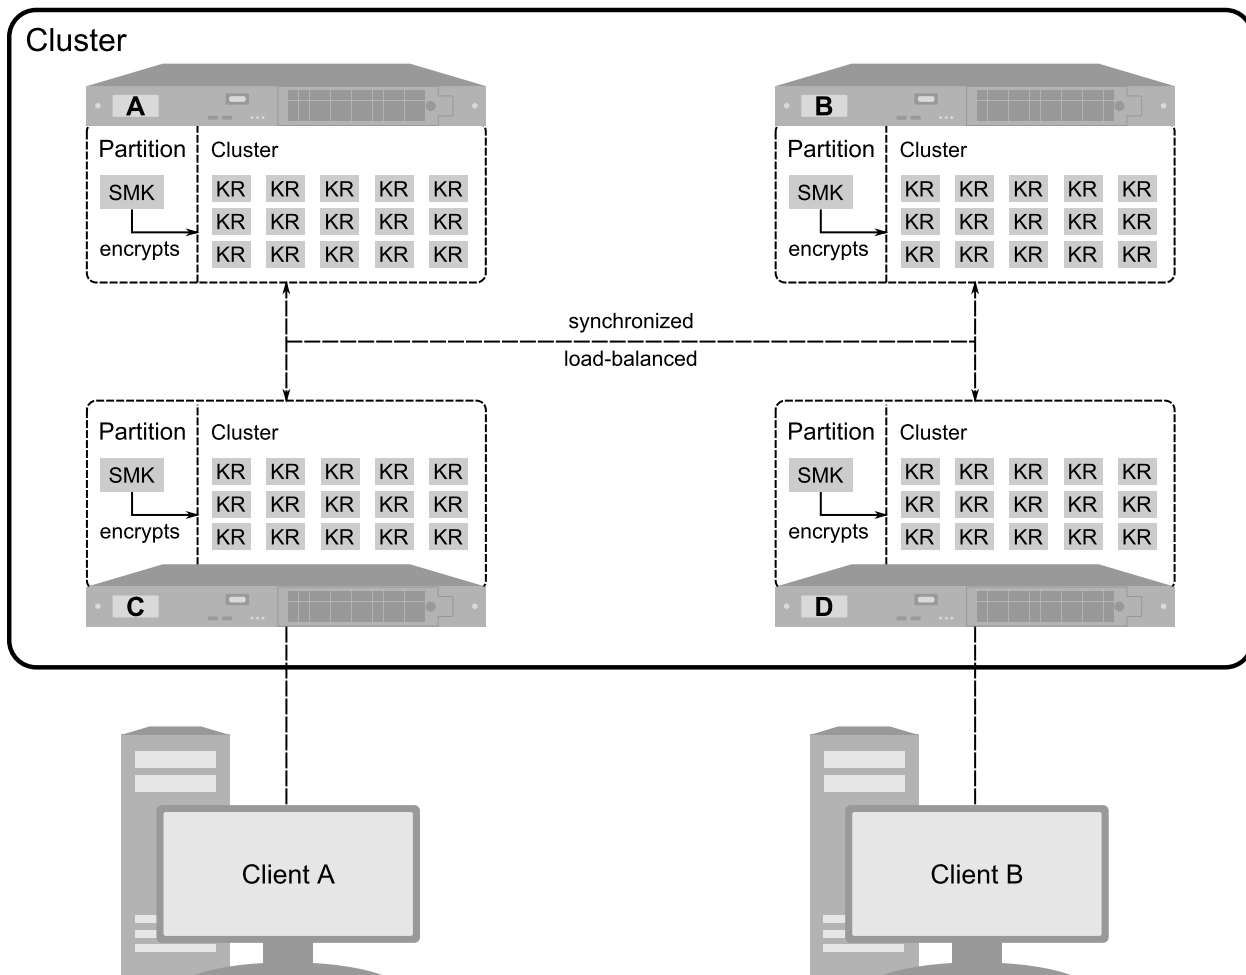 Cluster
A
B
Partition Cluster
SMK KR KR KR KR KR
KR KR KR KR KR
encrypts KR KR KR KR KR
Partition Cluster
SMK KR KR KR KR KR
KR KR KR KR KR
encrypts KR KR KR KR KR
synchronized
load-balanced
Partition Cluster
SMK KR KR KR KR KR
KR KR KR KR KR
encrypts KR KR KR KR KR
C
Partition Cluster
SMK KR KR KR KR KR
KR KR KR KR KR
encrypts KR KR KR KR KR
D
Client A
Client B